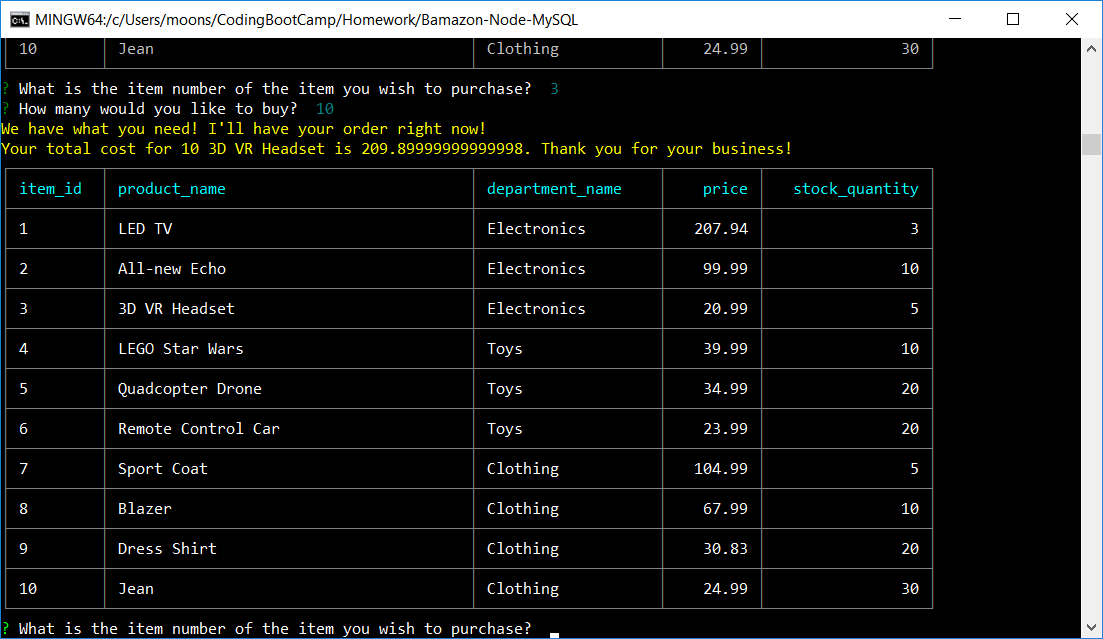 MINGW64:/c/Users/moons/CodingBootCamp/Homework/Bamazon-Node-MySQL
10 Jean Clothing 24.99 30
? What is the item number of the item you wish to purchase? 3
? How many would you like to buy? 10
We have what you need! I'll have your order right now!
Your total cost for 10 3D VR Headset is 209.89999999999998. Thank you for your business!
item_id product_name department_name price stock_quantity
1 LED TV Electronics 207.94 3
2 All-new Echo Electronics 99.99 10
3 3D VR Headset Electronics 20.99 5
4 LEGO Star Wars Toys 39.99 10
5 Quadcopter Drone Toys 34.99 20
6 Remote Control Car Toys 23.99 20
7 Sport Coat Clothing 104.99 5
8 Blazer Clothing 67.99 10
9 Dress Shirt Clothing 30.83 20
10 Jean Clothing 24.99 30
? What is the item number of the item you wish to purchase?